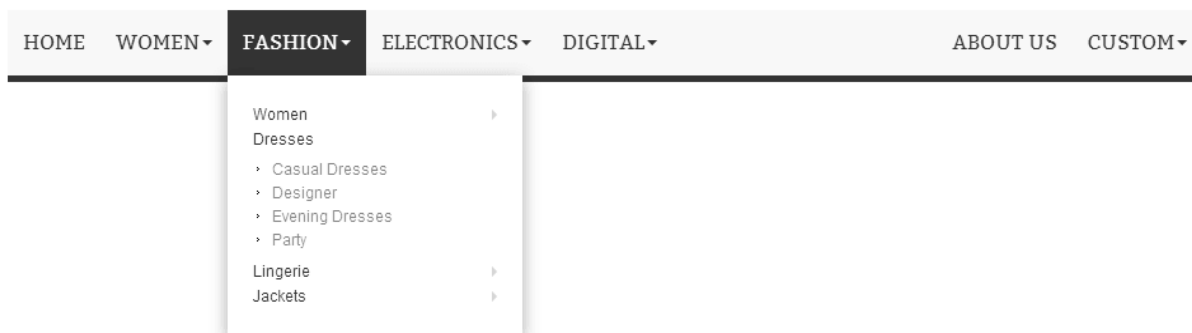 HOME WOMEN FASHION ELECTRONICS DIGITAL ABOUT US CUSTOM
Women
Dresses
Casual Dresses
Designer
Evening Dresses
Party
Lingerie
Jackets